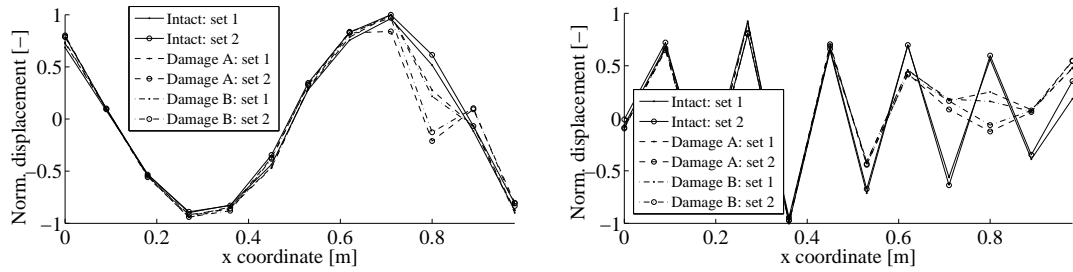 Norm. displacement [−]
1
0.5
0
−0.5
−1
0
0.2
0.4
0.6
0.8
x coordinate [m]
Intact: set 1
Intact: set 2
Damage A: set 1
Damage A: set 2
Damage B: set 1
Damage B: set 2
Norm. displacement [−]
1
0.5
0
−0.5
−1
0
0.2
0.4
0.6
0.8
x coordinate [m]
Intact: set 1
Intact: set 2
Damage A: set 1
Damage A: set 2
Damage B: set 1
Damage B: set 2